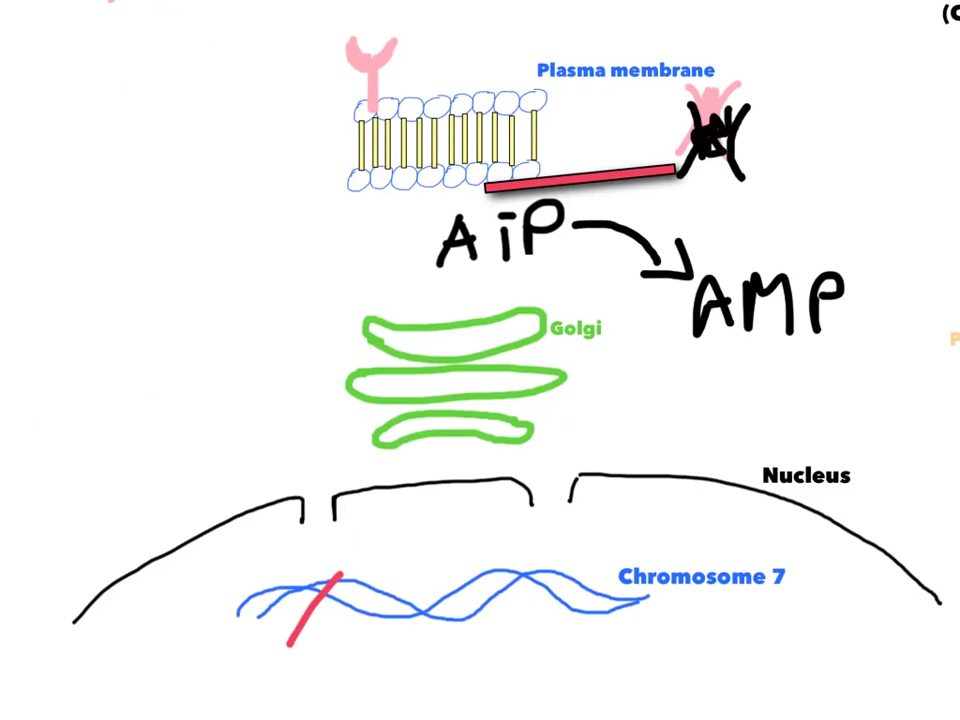 (C
Plasma membrane
AiP
AMP
Golgi
P
Nucleus
Chromosome 7